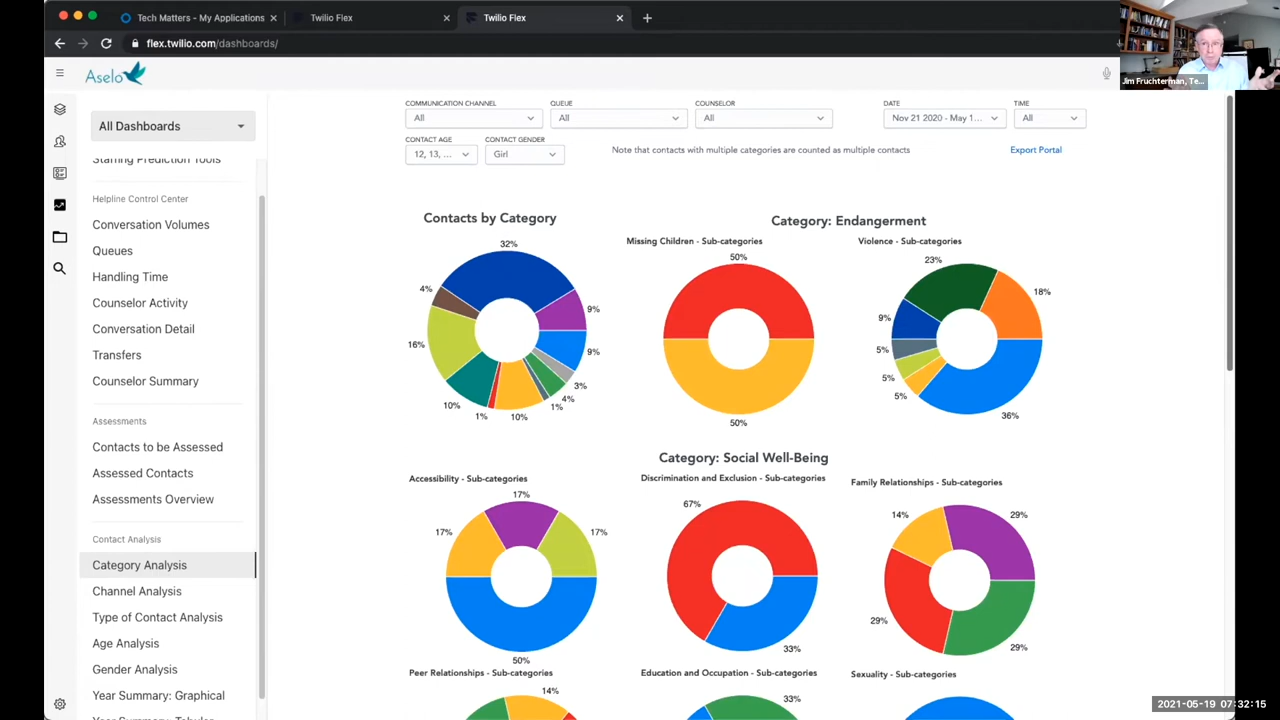 Tech Matters - My Applications
Twilio Flex
Twilio Flex
flex.twilio.com/dashboards/
Jim Fruchterman, Te...
Aselo
All Dashboards
Staffing Prediction Tools
Helpline Control Center
Conversation Volumes
Queues
Handling Time
Counselor Activity
Conversation Detail
Transfers
Counselor Summary
Assessments
Contacts to be Assessed
Assessed Contacts
Assessments Overview
Contact Analysis
Category Analysis
Channel Analysis
Type of Contact Analysis
Age Analysis
Gender Analysis
Year Summary: Graphical
Year Summary: Tabular
COMMUNICATION CHANNEL
All
QUEUE
All
COUNSELOR
All
DATE
Nov 21 2020 - May 1...
TIME
All
CONTACT AGE
12, 13, ...
CONTACT GENDER
Girl
Note that contacts with multiple categories are counted as multiple contacts
Export Portal
Contacts by Category
32%
9%
9%
3%
4%
1%
10%
1%
10%
16%
4%
Category: Endangerment
Missing Children - Sub-categories
50%
50%
Violence - Sub-categories
23%
18%
36%
5%
5%
5%
9%
Category: Social Well-Being
Accessibility - Sub-categories
17%
17%
17%
50%
Discrimination and Exclusion - Sub-categories
67%
33%
Family Relationships - Sub-categories
14%
29%
29%
29%
Peer Relationships - Sub-categories
14%
Education and Occupation - Sub-categories
33%
Sexuality - Sub-categories
2021-05-19 07:32:15